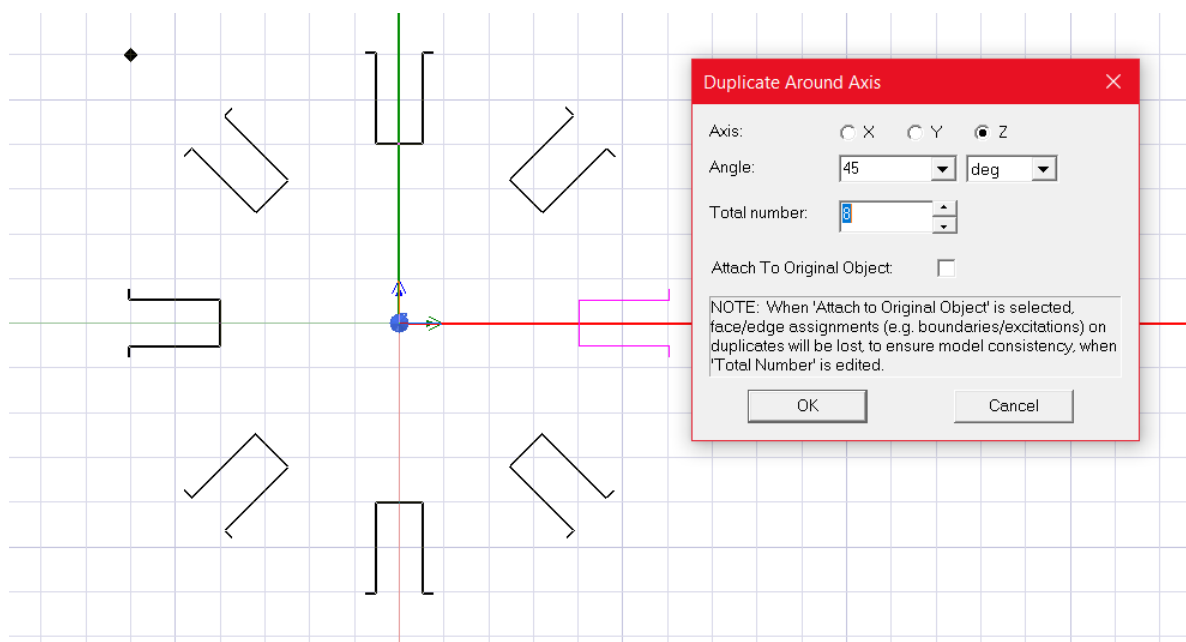 Duplicate Around Axis
Axis: X Y Z
Angle: 45 deg
Total number: 8
Attach To Original Object:
NOTE: When 'Attach to Original Object' is selected,
face/edge assignments (e.g. boundaries/excitations) on
duplicates will be lost, to ensure model consistency, when
'Total Number' is edited.
OK Cancel